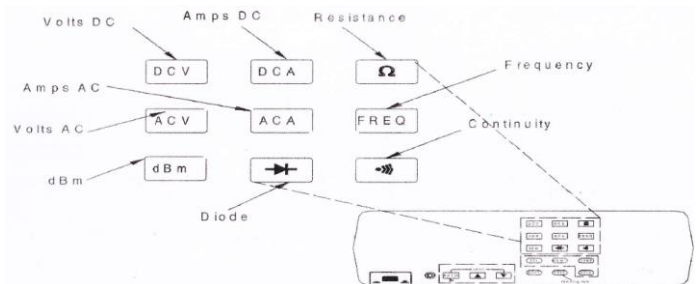 Volts DC
Amps DC
Resistance
DCV
DCA
Ω
Frequency
Amps AC
ACV
ACA
FREQ
Volts AC
Continuity
dBm
dBm
Diode